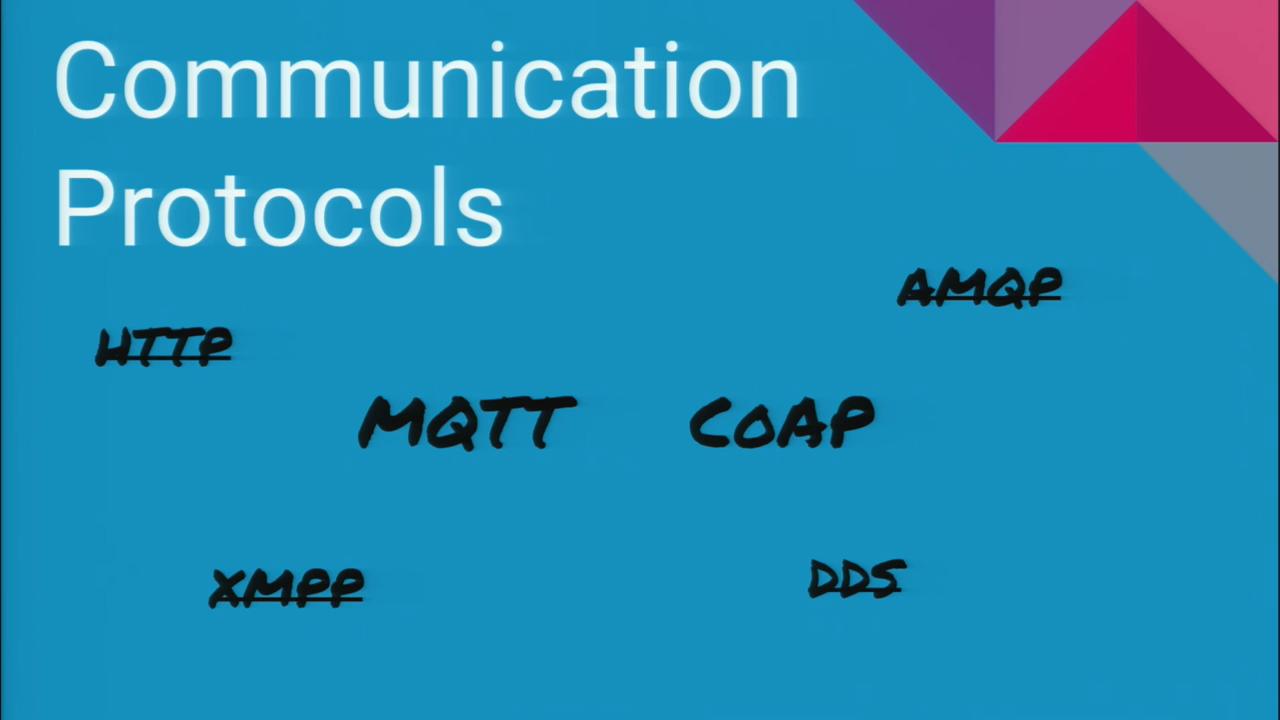 Communication
Protocols
AMQP
HTTP
MQTT CoAP
XMPP
DDS